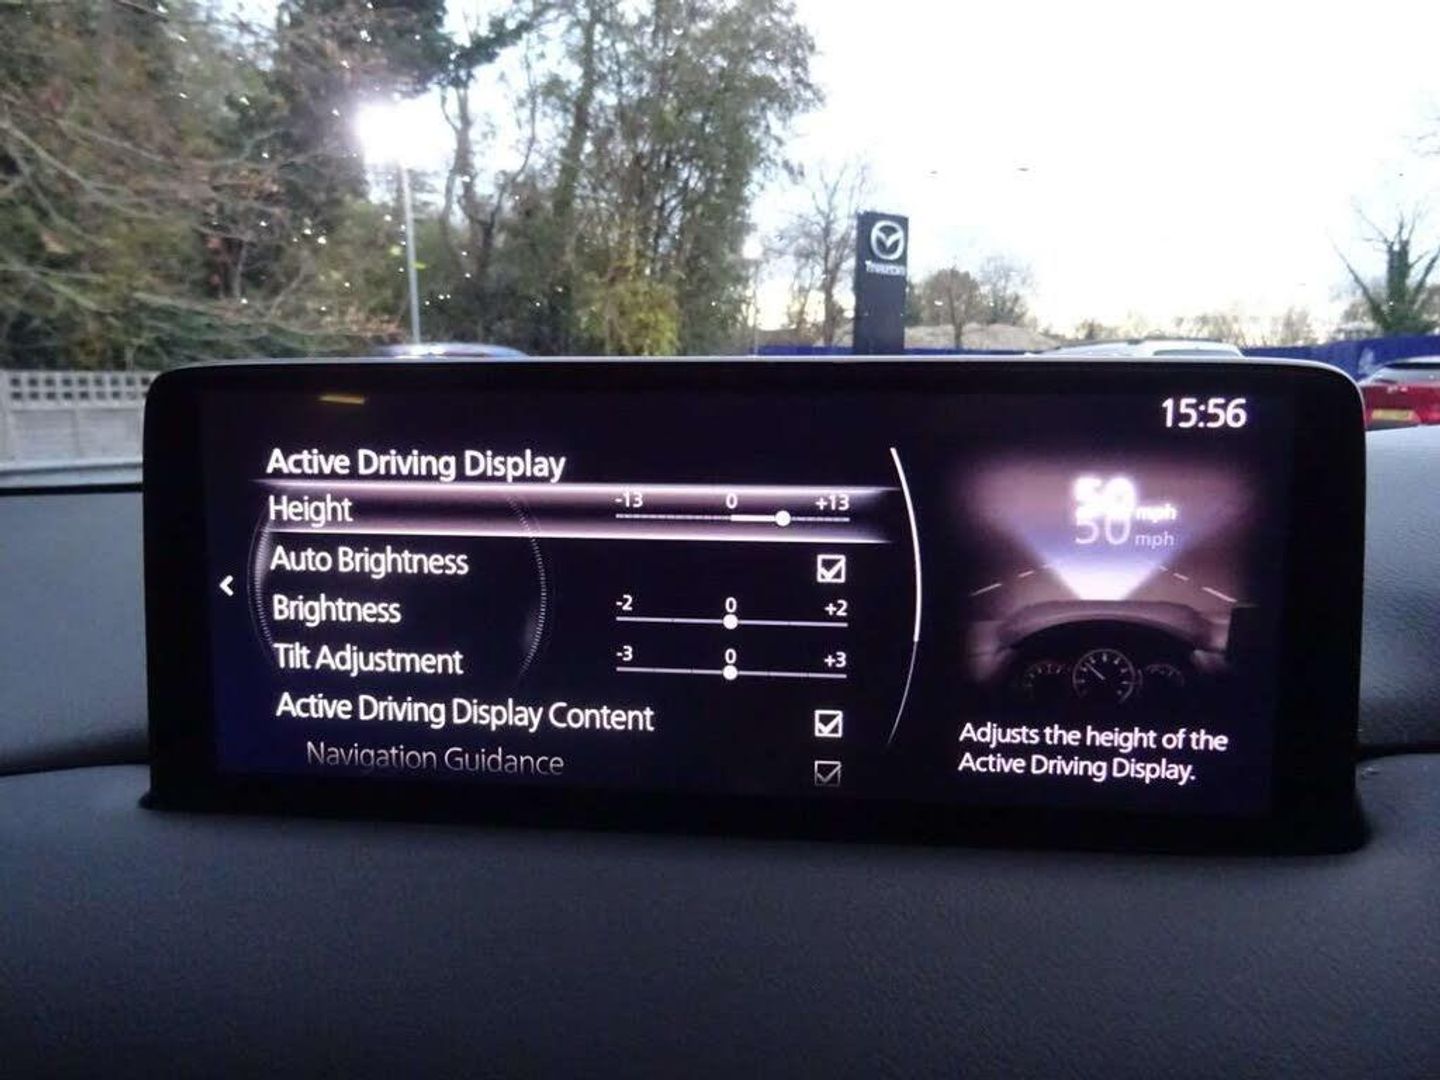 mazda
15:56
Active Driving Display
Height -13 0 +13
Auto Brightness
Brightness -2 0 +2
Tilt Adjustment -3 0 +3
Active Driving Display Content
Navigation Guidance
50 mph
50 mph
Adjusts the height of the
Active Driving Display.